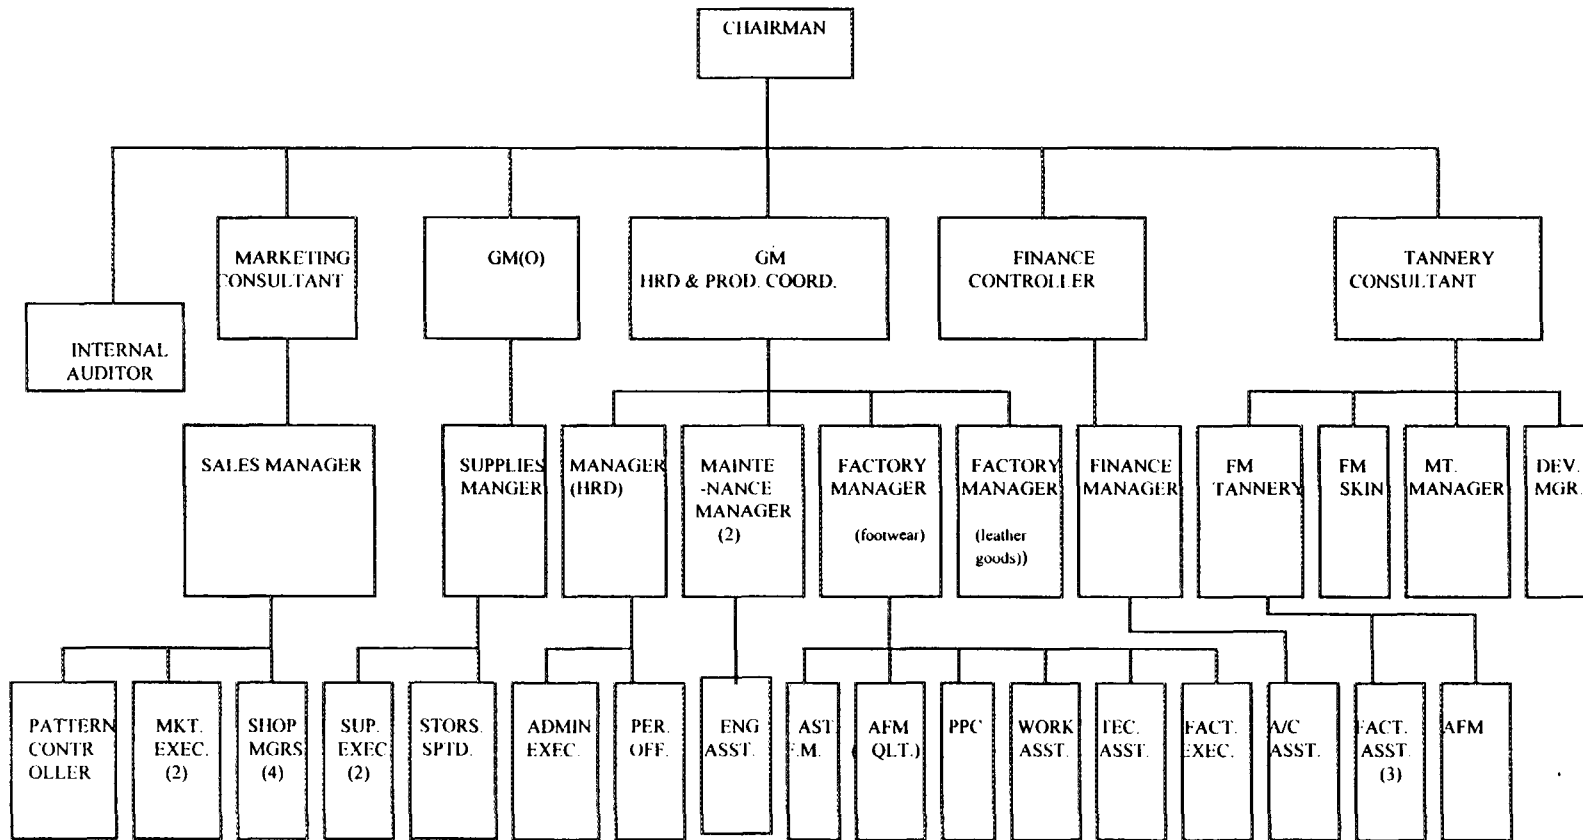 CHAIRMAN
MARKETING
CONSULTANT
GM(O)
GM
HRD & PROD. COORD.
FINANCE
CONTROLLER
TANNERY
CONSULTANT
INTERNAL
AUDITOR
SALES MANAGER
SUPPLIES
MANGER
MANAGER
(HRD)
MAINTE
-NANCE
MANAGER
(2)
FACTORY
MANAGER
(footwear)
FACTORY
MANAGER
(leather
goods))
FINANCE
MANAGER
FM
TANNERY
FM
SKIN
MT.
MANAGER
DEV.
MGR.
PATTERN
CONTR
OLLER
MKT.
EXEC.
(2)
SHOP
MGRS
(4)
SUP.
EXEC
(2)
STORS.
SPTD.
ADMIN
EXEC.
PER.
OFF.
ENG
ASST.
AST
F.M.
AFM
( QLT.)
PPC
WORK
ASST.
TEC.
ASST.
FACT.
EXEC.
A/C
ASST.
FACT.
ASST.
(3)
AFM